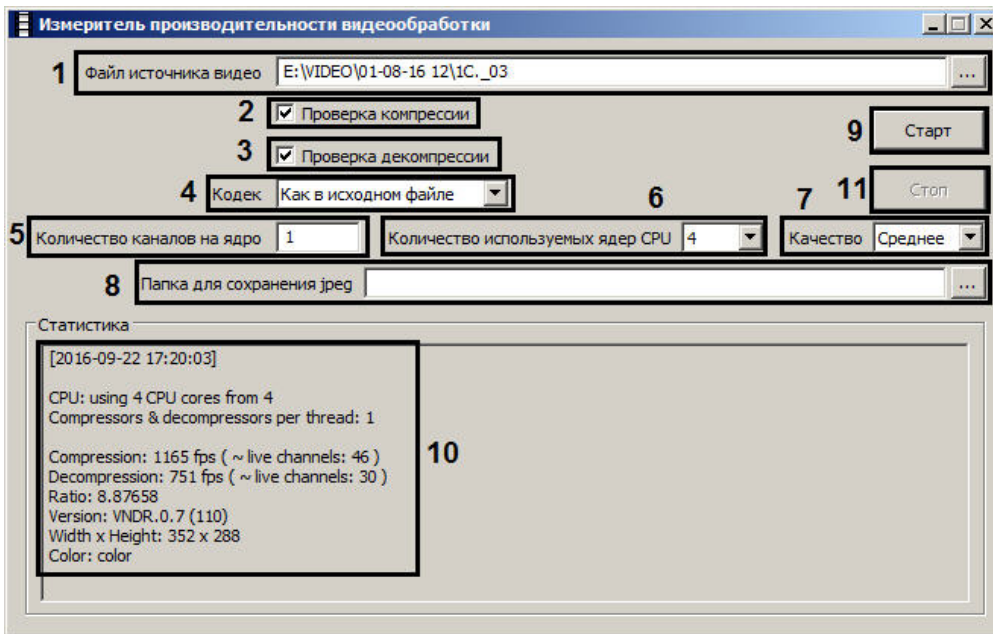 Измеритель производительности видеообработки
1 Файл источника видео E:\VIDEO\01-08-16 12\1C._03 ...
2 Проверка компрессии
9 Старт
3 Проверка декомпрессии
4 Кодек Как в исходном файле
11 Стоп
6 7
5 Количество каналов на ядро 1 Количество используемых ядер CPU 4 Качество Среднее
8 Папка для сохранения jpeg ...
Статистика
[2016-09-22 17:20:03]
CPU: using 4 CPU cores from 4
Compressors & decompressors per thread: 1
Compression: 1165 fps ( ~ live channels: 46 )
10
Decompression: 751 fps ( ~ live channels: 30 )
Ratio: 8.87658
Version: VNDR.0.7 (110)
Width x Height: 352 x 288
Color: color